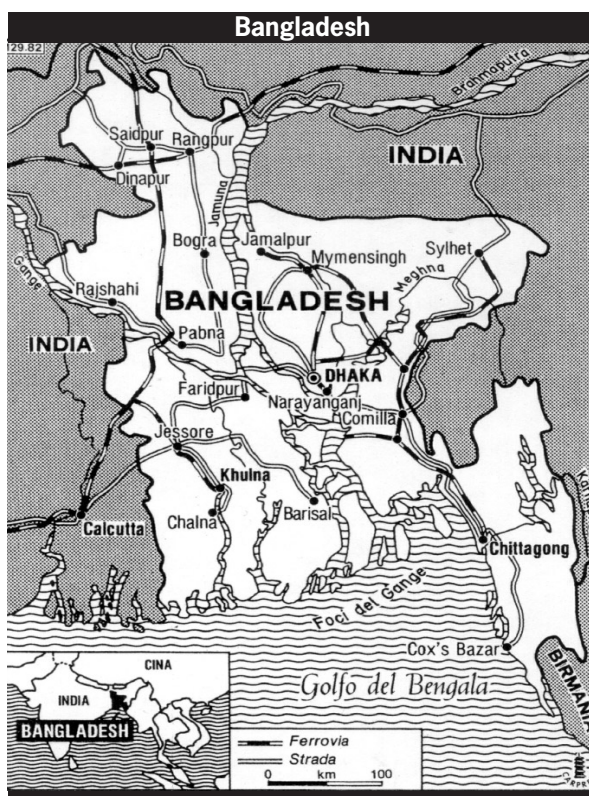 Bangladesh
129.82
Brahmaputra
Saidpur
Rangpur
INDIA
Dinapur
Jamuna
Bogra
Jamalpur
Mymensingh
Sylhet
Gange
Meghna
Rajshahi
BANGLADESH
INDIA
Pabna
DHAKA
Faridpur
Narayanganj
Comilla
Jessore
Khulna
Calcutta
Chalna
Barisal
Chittagong
Foci del Gange
Cox's Bazar
Golfo del Bengala
BIRMANIA
CINA
INDIA
BANGLADESH
Ferrovia
Strada
0 km 100